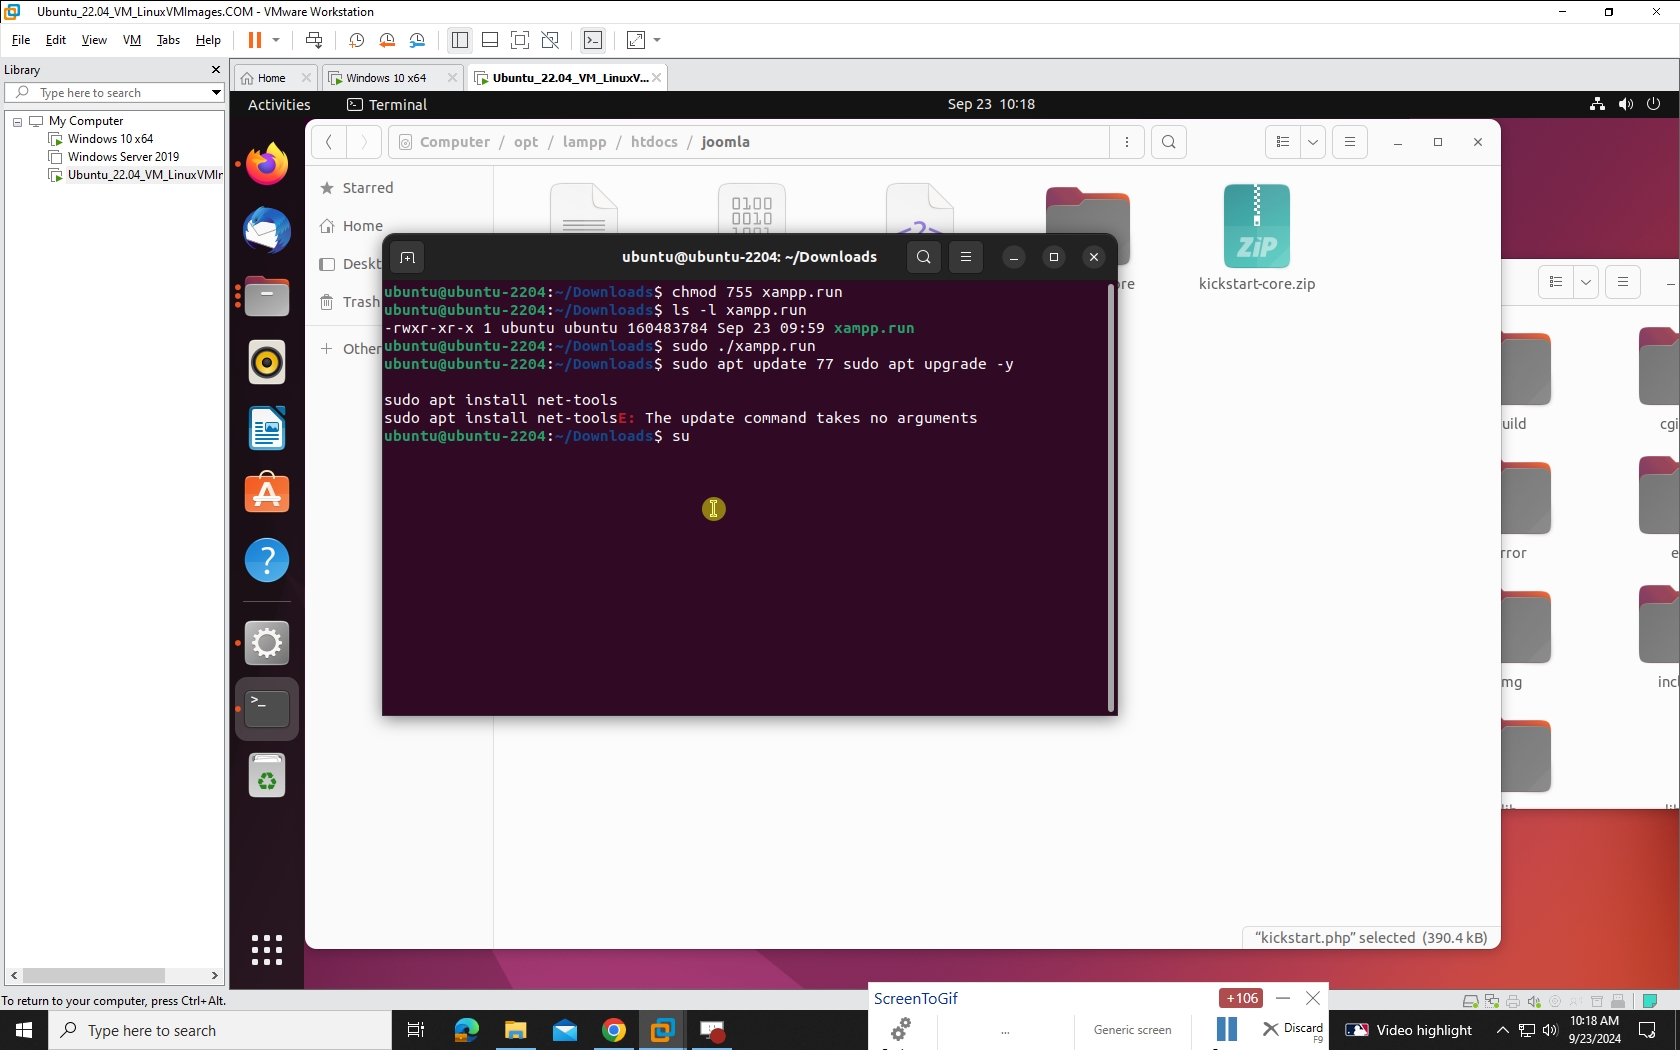 Ubuntu_22.04_VM_LinuxVMImages.COM - VMware Workstation
File Edit View VM Tabs Help
Library
Type here to search
My Computer
Windows 10 x64
Windows Server 2019
Ubuntu_22.04_VM_LinuxVMIr
Home
Windows 10 x64
Ubuntu_22.04_VM_LinuxV...
Activities
Terminal
Sep 23 10:18
Computer / opt / lampp / htdocs / joomla
Starred
Home
Deskt
Trash
+ Other
kickstart-core.zip
ZiP
0100
0010
ubuntu@ubuntu-2204: ~/Downloads
ubuntu@ubuntu-2204:~/Downloads$ chmod 755 xampp.run
ubuntu@ubuntu-2204:~/Downloads$ ls -l xampp.run
-rwxr-xr-x 1 ubuntu ubuntu 160483784 Sep 23 09:59 xampp.run
ubuntu@ubuntu-2204:~/Downloads$ sudo ./xampp.run
ubuntu@ubuntu-2204:~/Downloads$ sudo apt update 77 sudo apt upgrade -y
sudo apt install net-tools
sudo apt install net-toolsE: The update command takes no arguments
ubuntu@ubuntu-2204:~/Downloads$ su
uild
cgi
rror
e
mg
incl
"kickstart.php" selected (390.4 kB)
To return to your computer, press Ctrl+Alt.
ScreenToGif
+106
...
Generic screen
Discard
F9
Type here to search
Video highlight
10:18 AM
9/23/2024